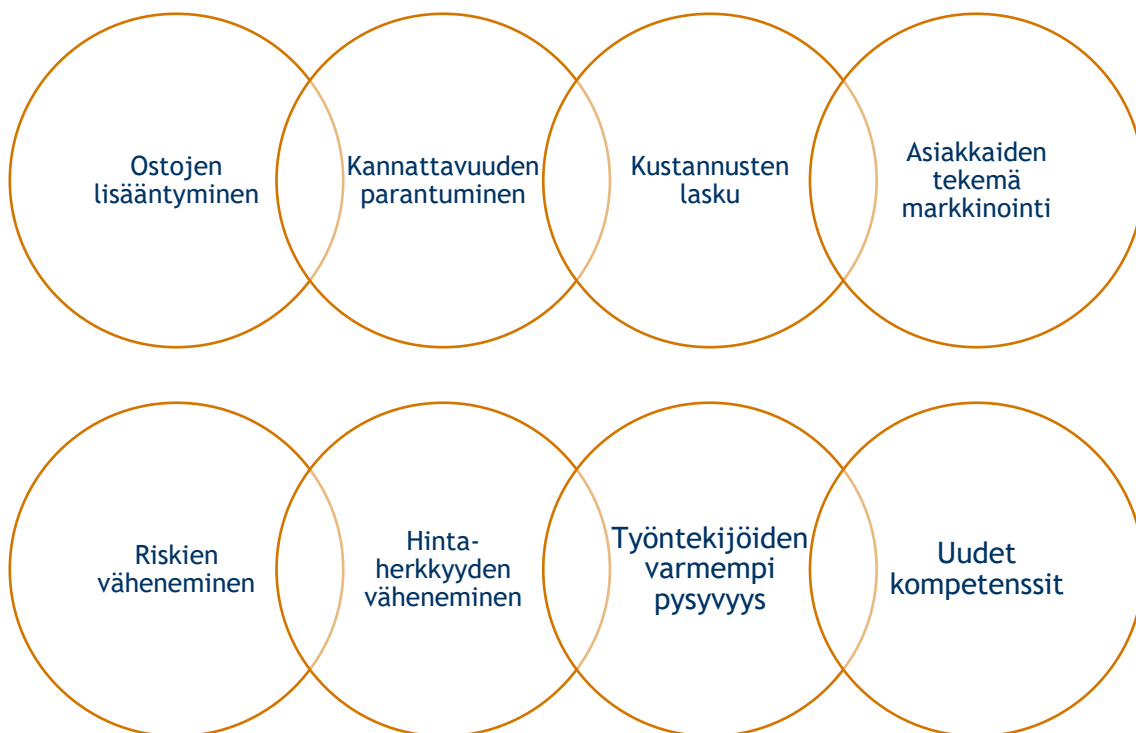 Ostojen
lisääntyminen
Kannattavuuden
parantuminen
Kustannusten
lasku
Asiakkaiden
tekemä
markkinointi
Riskien
väheneminen
Hinta-
herkkyyden
väheneminen
Työntekijöiden
varmempi
pysyvyys
Uudet
kompetenssit